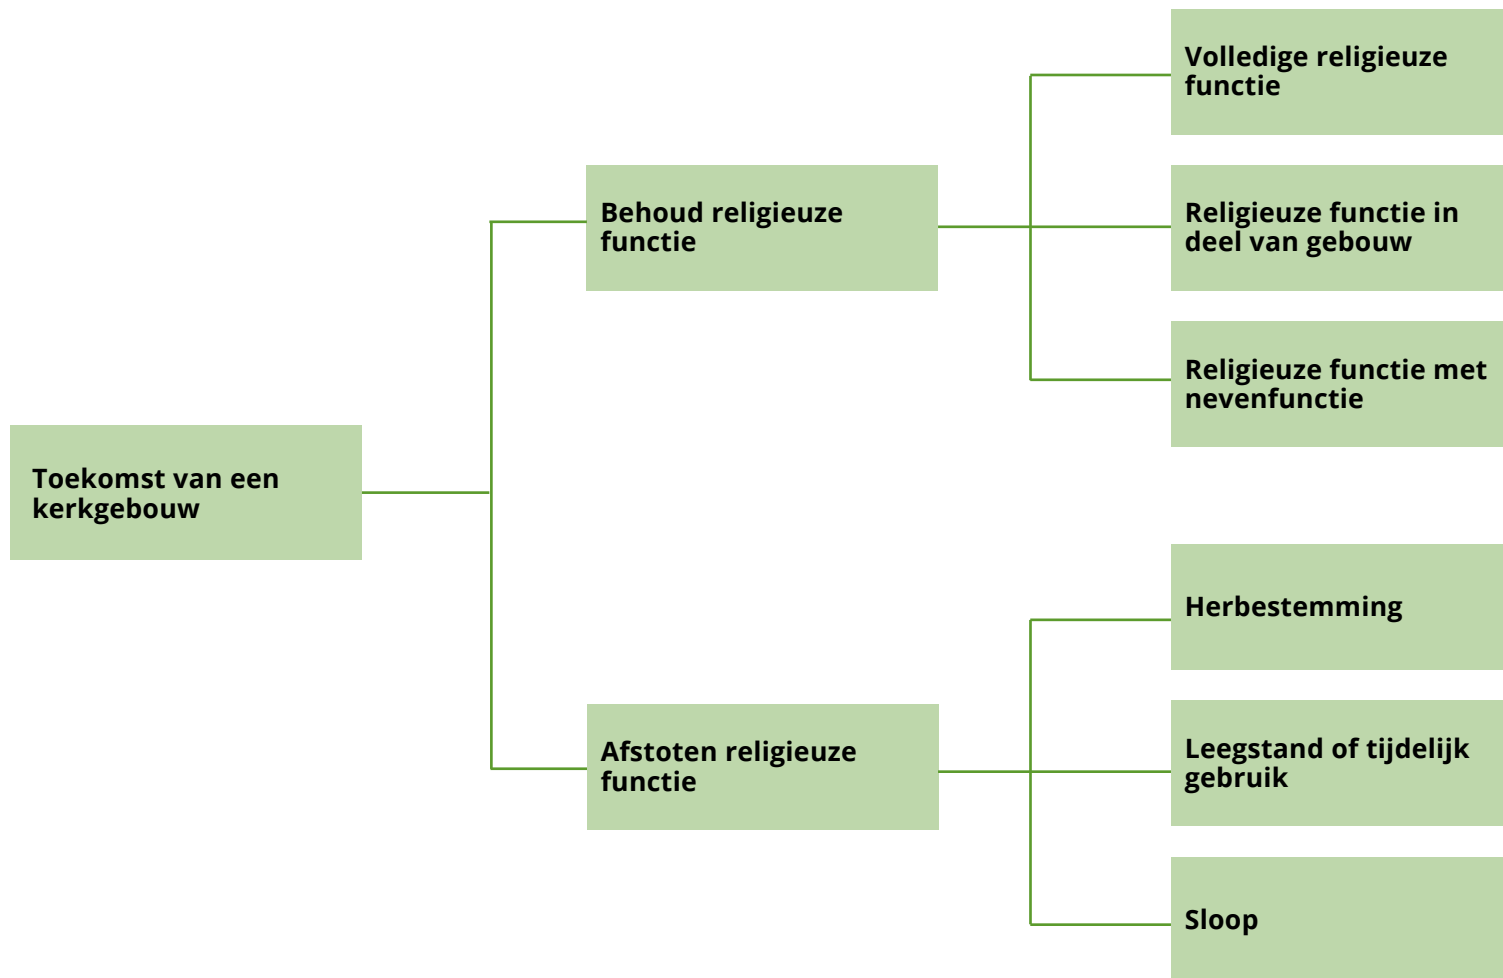 Toekomst van een
kerkgebouw
Behoud religieuze
functie
Volledige religieuze
functie
Religieuze functie in
deel van gebouw
Religieuze functie met
nevenfunctie
Afstoten religieuze
functie
Herbestemming
Leegstand of tijdelijk
gebruik
Sloop